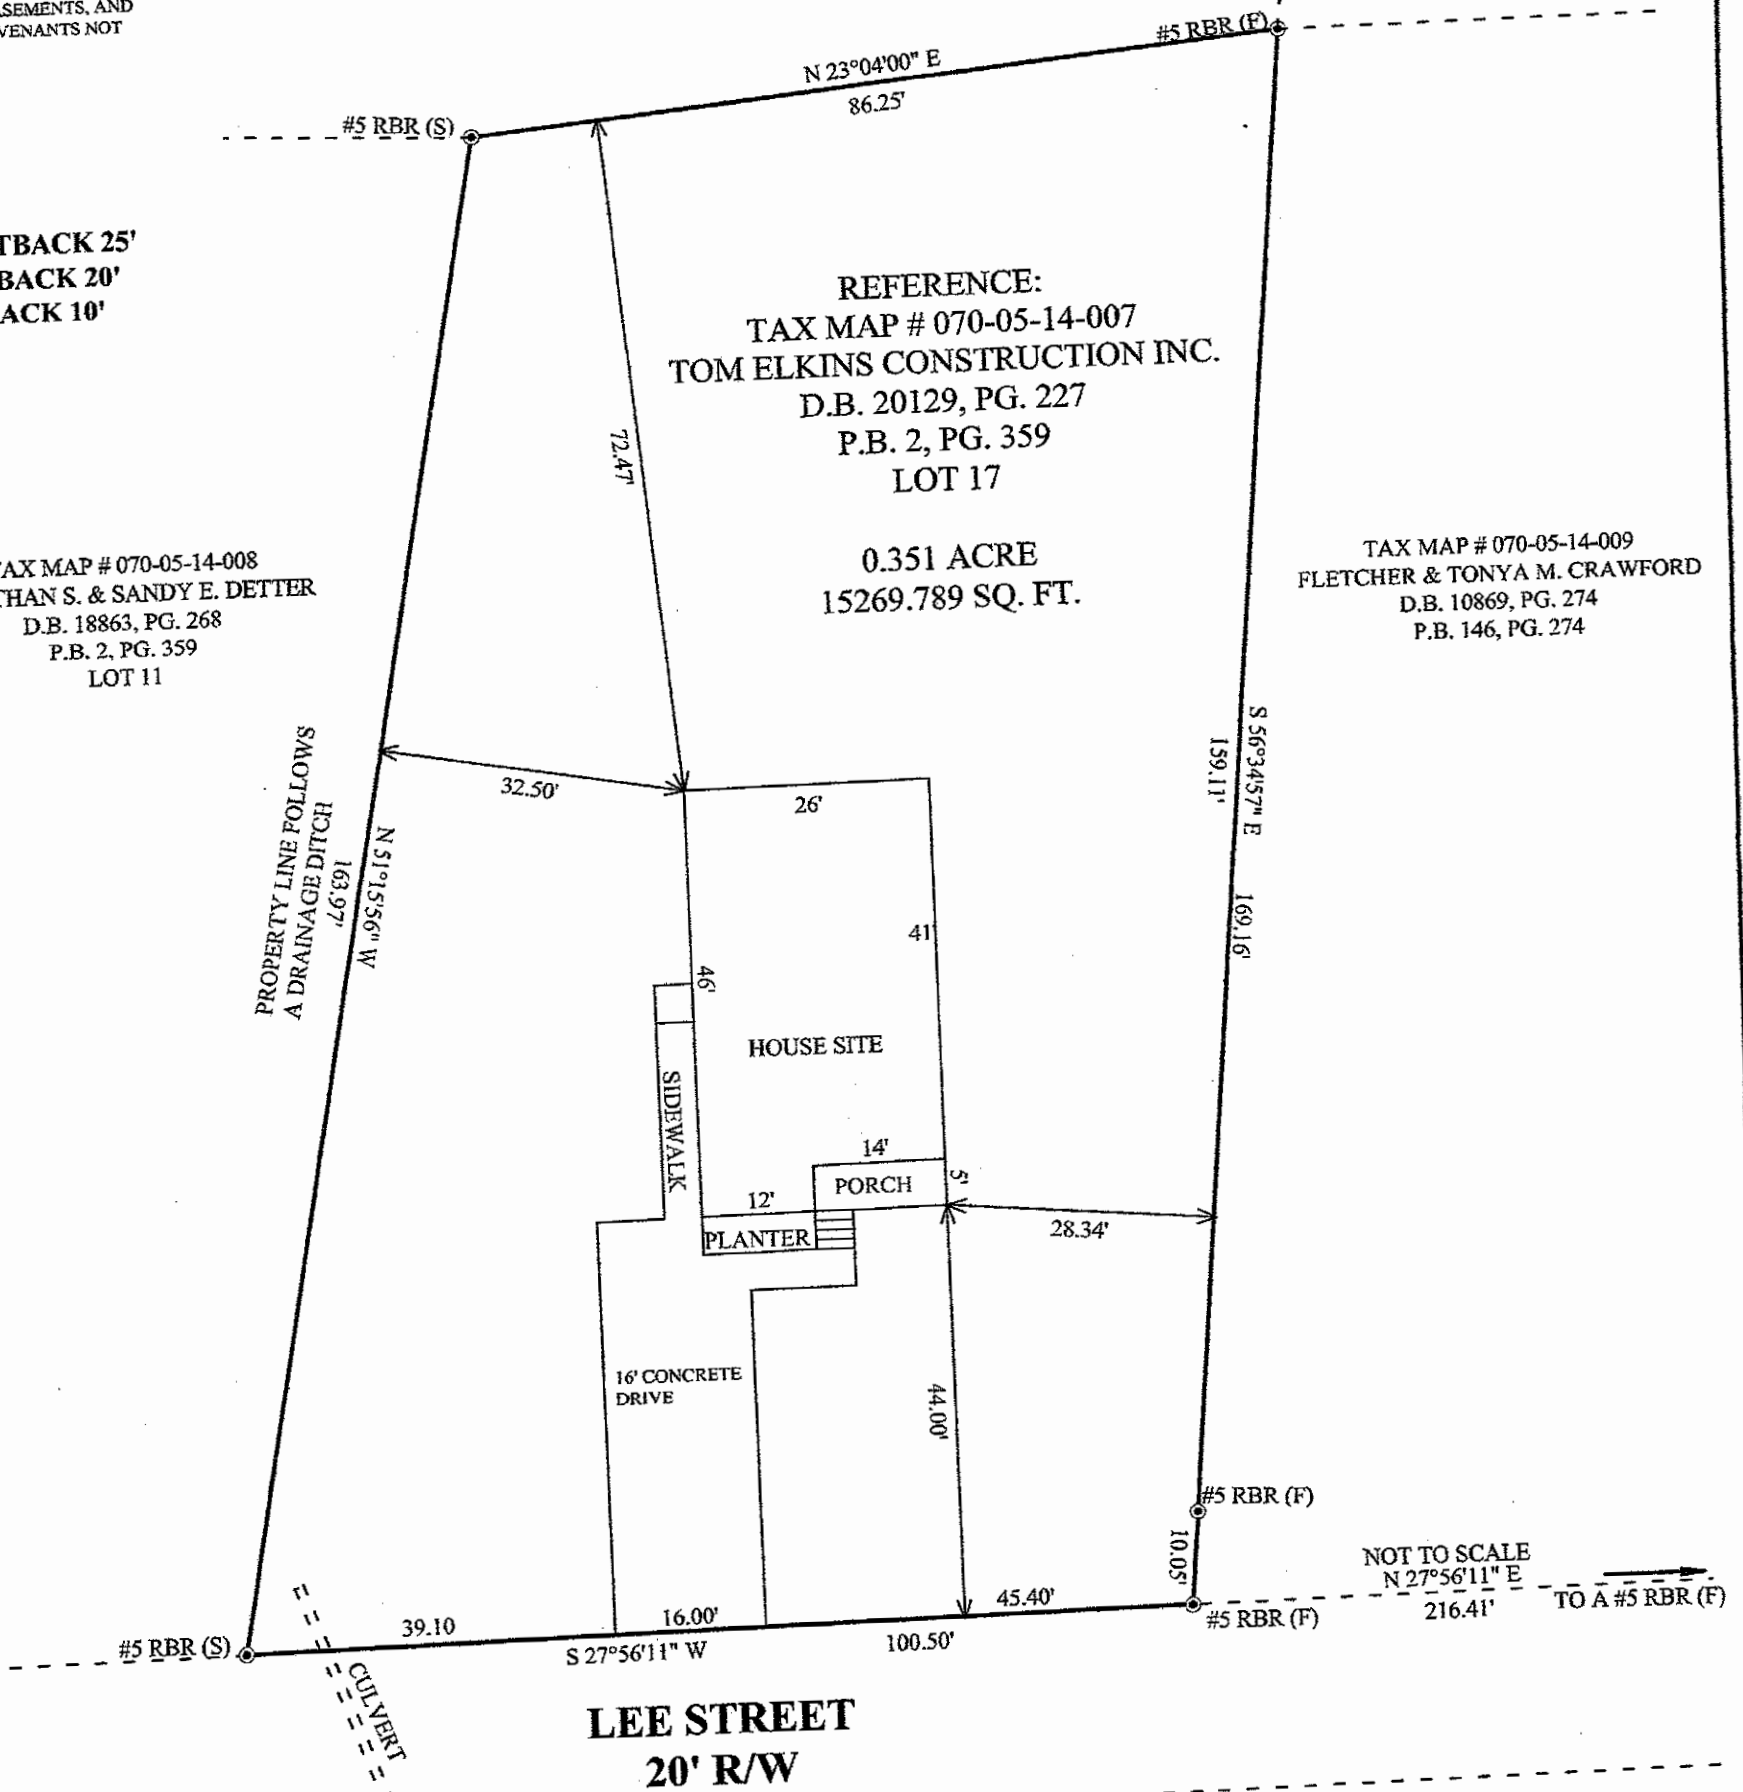 ASEMENTS, AND
VENANTS NOT
#5 RBR (F)
N 23°04'00" E
86.25'
#5 RBR (S)
TBACK 25'
BACK 20'
ACK 10'
REFERENCE:
TAX MAP # 070-05-14-007
TOM ELKINS CONSTRUCTION INC.
D.B. 20129, PG. 227
P.B. 2, PG. 359
LOT 17
0.351 ACRE
15269.789 SQ. FT.
72.47'
AX MAP # 070-05-14-008
THAN S. & SANDY E. DETTER
D.B. 18863, PG. 268
P.B. 2, PG. 359
LOT 11
TAX MAP # 070-05-14-009
FLETCHER & TONYA M. CRAWFORD
D.B. 10869, PG. 274
P.B. 146, PG. 274
S 56°34'57" E
169.16'
159.11'
32.50'
26'
PROPERTY LINE FOLLOWS
A DRAINAGE DITCH
163.97'
N 51°15'56" W
41'
46'
HOUSE SITE
SIDEWALK
14'
PORCH
5'
12'
PLANTER
28.34'
16' CONCRETE
DRIVE
44.00'
#5 RBR (F)
10.05'
NOT TO SCALE
N 27°56'11" E
216.41'
TO A #5 RBR (F)
#5 RBR (F)
45.40'
16.00'
39.10
#5 RBR (S)
S 27°56'11" W
100.50'
CULVERT
LEE STREET
20' R/W